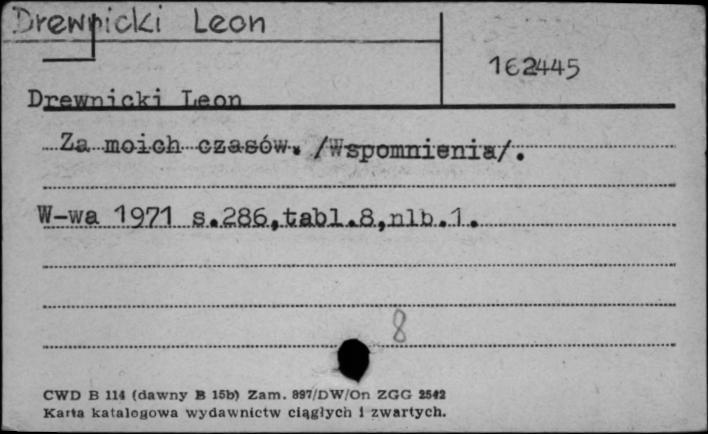 Drewnicki Leon
162445
Drewnicki Leon
Za moich czasów. /Wspomnienia/.
W-wa 1971 s.286,tabl.8,nlb.1.
8
CWD B 114 (dawny B 15b) Zam. 897/DW/On ZGG 2542
Karta katalogowa wydawnictw ciągłych i zwartych.